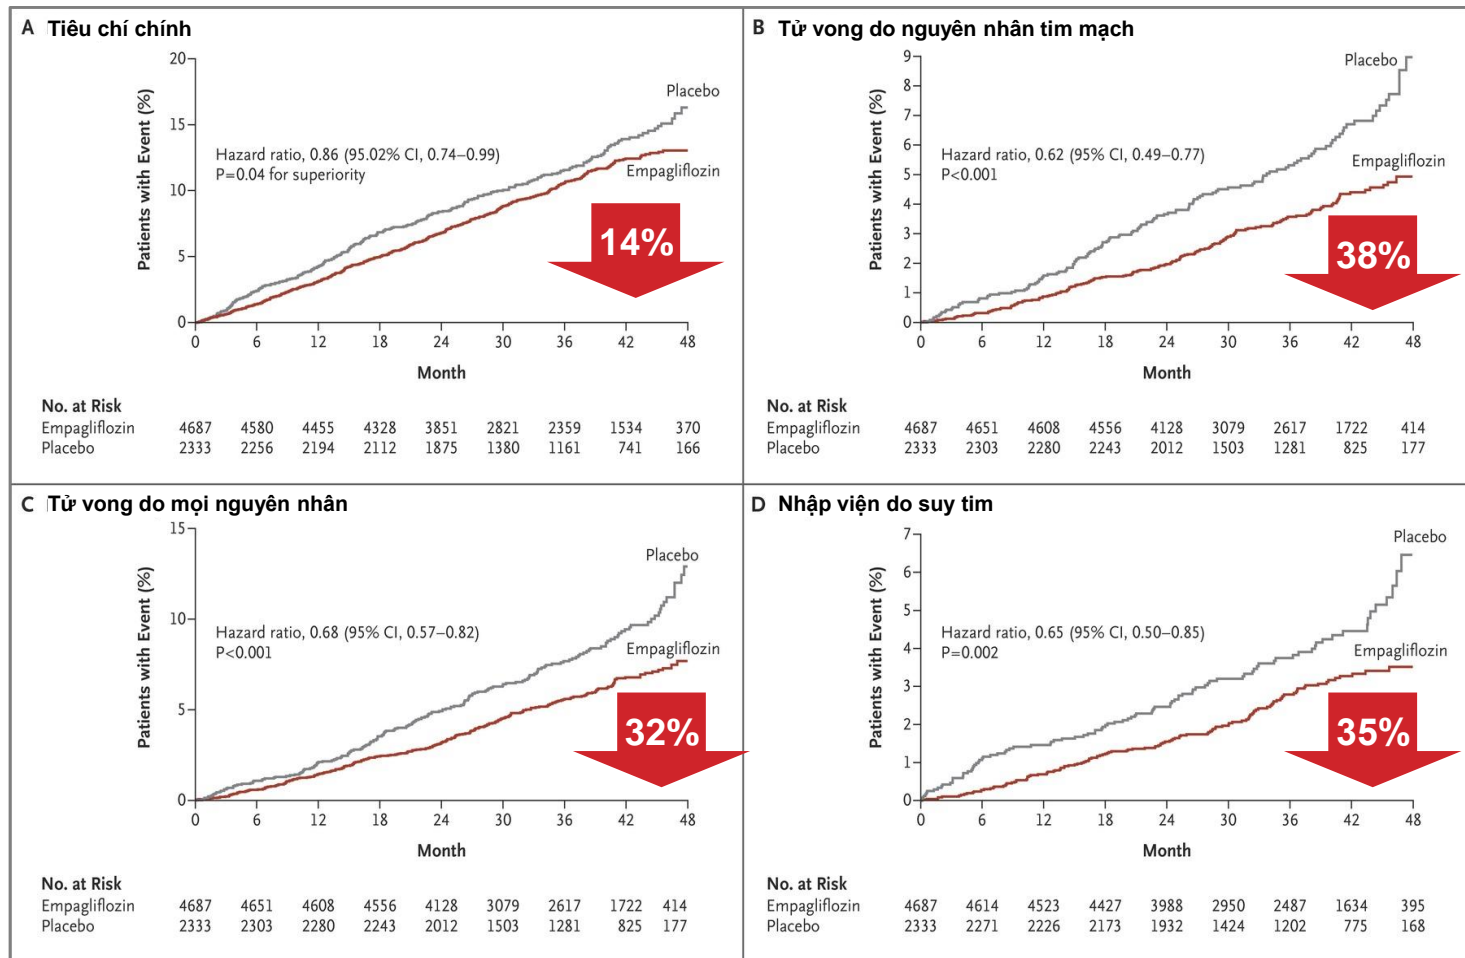 A Tiêu chí chính
Patients with Event (%)
20
15
10
5
0
Placebo
Hazard ratio, 0.86 (95.02% CI, 0.74–0.99)
P=0.04 for superiority
Empagliflozin
14%
0 6 12 18 24 30 36 42 48
Month
No. at Risk
Empagliflozin 4687 4580 4455 4328 3851 2821 2359 1534 370
Placebo 2333 2256 2194 2112 1875 1380 1161 741 166
B Tử vong do nguyên nhân tim mạch
Patients with Event (%)
9
8
7
6
5
4
3
2
1
0
Placebo
Hazard ratio, 0.62 (95% CI, 0.49–0.77)
P<0.001
Empagliflozin
38%
0 6 12 18 24 30 36 42 48
Month
No. at Risk
Empagliflozin 4687 4651 4608 4556 4128 3079 2617 1722 414
Placebo 2333 2303 2280 2243 2012 1503 1281 825 177
C Tử vong do mọi nguyên nhân
Patients with Event (%)
15
10
5
0
Placebo
Hazard ratio, 0.68 (95% CI, 0.57–0.82)
P<0.001
Empagliflozin
32%
0 6 12 18 24 30 36 42 48
Month
No. at Risk
Empagliflozin 4687 4651 4608 4556 4128 3079 2617 1722 414
Placebo 2333 2303 2280 2243 2012 1503 1281 825 177
D Nhập viện do suy tim
Patients with Event (%)
7
6
5
4
3
2
1
0
Placebo
Hazard ratio, 0.65 (95% CI, 0.50–0.85)
P=0.002
Empagliflozin
35%
0 6 12 18 24 30 36 42 48
Month
No. at Risk
Empagliflozin 4687 4614 4523 4427 3988 2950 2487 1634 395
Placebo 2333 2271 2226 2173 1932 1424 1202 775 168